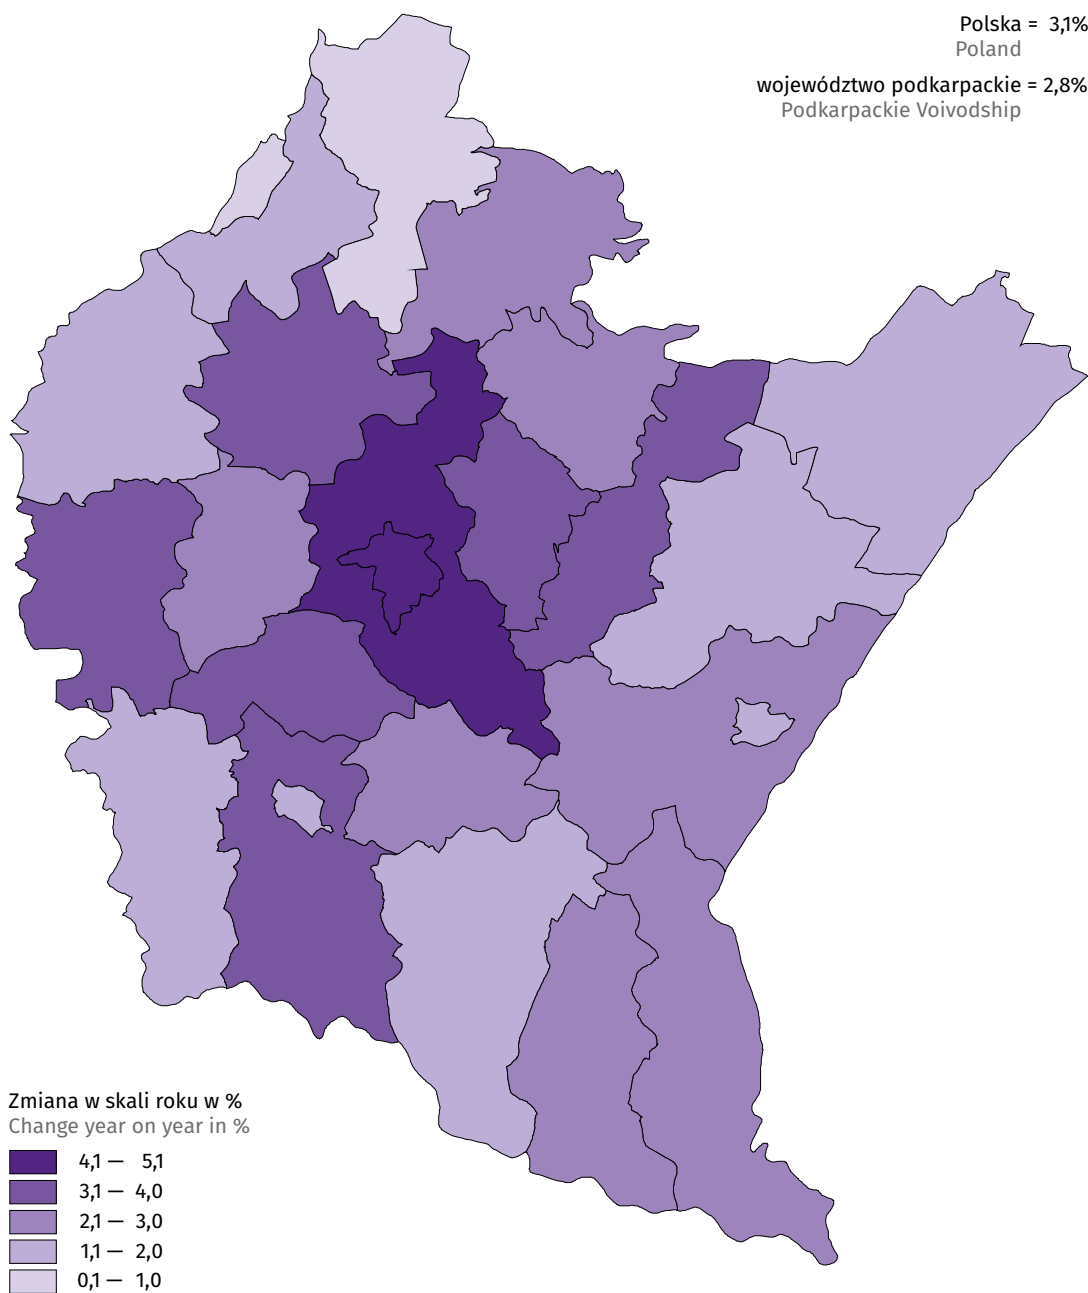 Polska = 3,1%
Poland
województwo podkarpackie = 2,8%
Podkarpackie Voivodship
Zmiana w skali roku w %
Change year on year in %
4,1 — 5,1
3,1 — 4,0
2,1 — 3,0
1,1 — 2,0
0,1 — 1,0